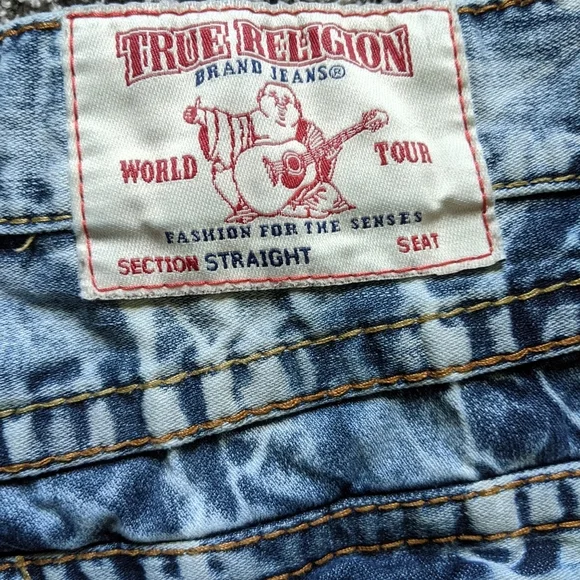 TRUE RELIGION
BRAND JEANS®
WORLD TOUR
FASHION FOR THE SENSES
SECTION STRAIGHT SEAT